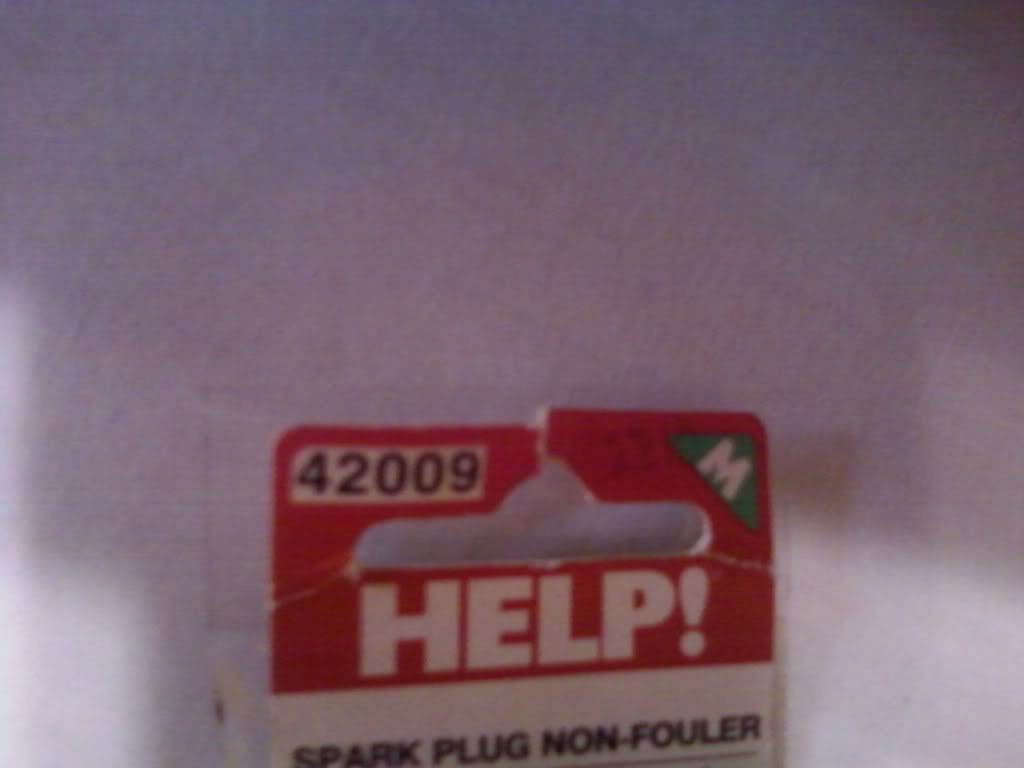 42009
M
HELP!
SPARK PLUG NON-FOULER